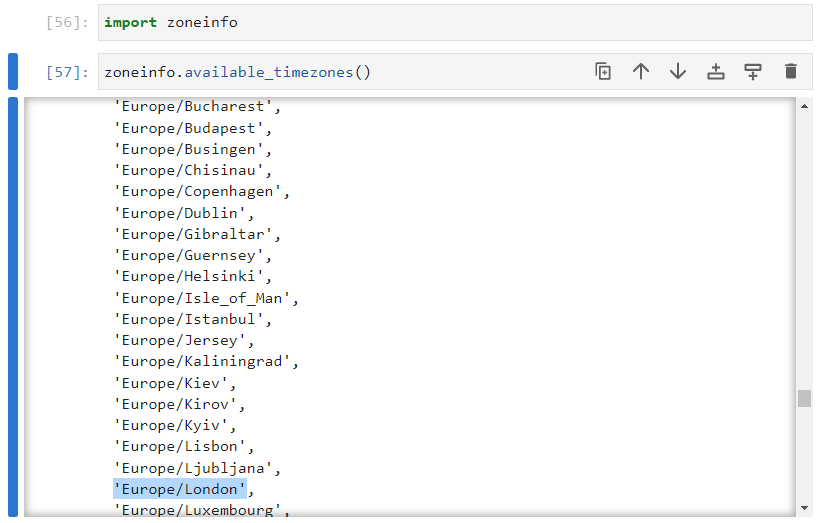 [56]: import zoneinfo
[57]: zoneinfo.available_timezones()
'Europe/Bucharest',
'Europe/Budapest',
'Europe/Busingen',
'Europe/Chisinau',
'Europe/Copenhagen',
'Europe/Dublin',
'Europe/Gibraltar',
'Europe/Guernsey',
'Europe/Helsinki',
'Europe/Isle_of_Man',
'Europe/Istanbul',
'Europe/Jersey',
'Europe/Kaliningrad',
'Europe/Kiev',
'Europe/Kirov',
'Europe/Kyiv',
'Europe/Lisbon',
'Europe/Ljubljana',
'Europe/London',
'Europe/Luxembourg',